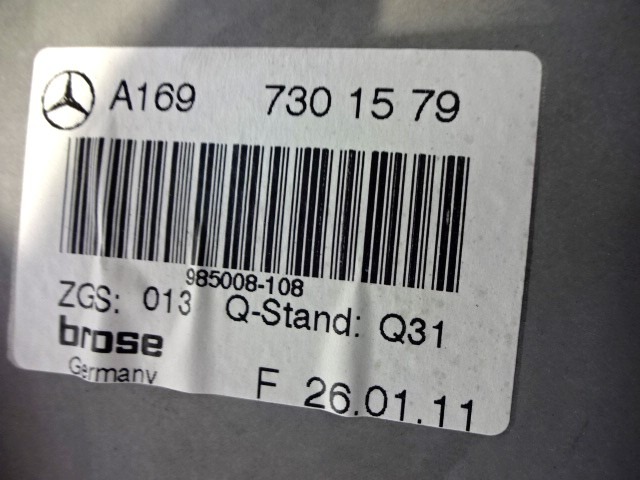 A169 730 15 79
985008-108
ZGS: 013 Q-Stand: Q31
brose
Germany
F 26.01.11